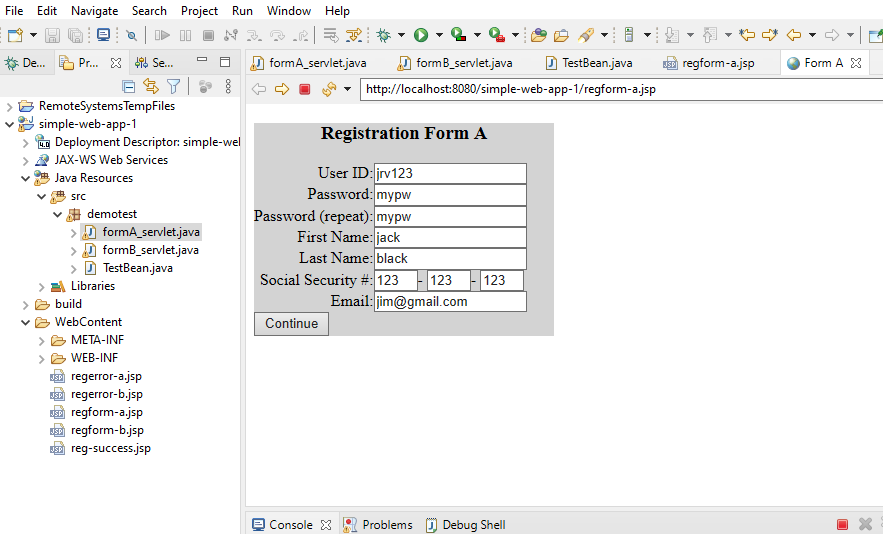 File Edit Navigate Search Project Run Window Help
De... Pr... Se...
formA_servlet.java formB_servlet.java TestBean.java regform-a.jsp Form A
http://localhost:8080/simple-web-app-1/regform-a.jsp
RemoteSystemsTempFiles
simple-web-app-1
Deployment Descriptor: simple-we
JAX-WS Web Services
Java Resources
src
demotest
formA_servlet.java
formB_servlet.java
TestBean.java
Libraries
build
WebContent
META-INF
WEB-INF
regerror-a.jsp
regerror-b.jsp
regform-a.jsp
regform-b.jsp
reg-success.jsp
Registration Form A
User ID: jrv123
Password: mypw
Password (repeat): mypw
First Name: jack
Last Name: black
Social Security #: 123 - 123 - 123
Email: jim@gmail.com
Continue
Console Problems Debug Shell